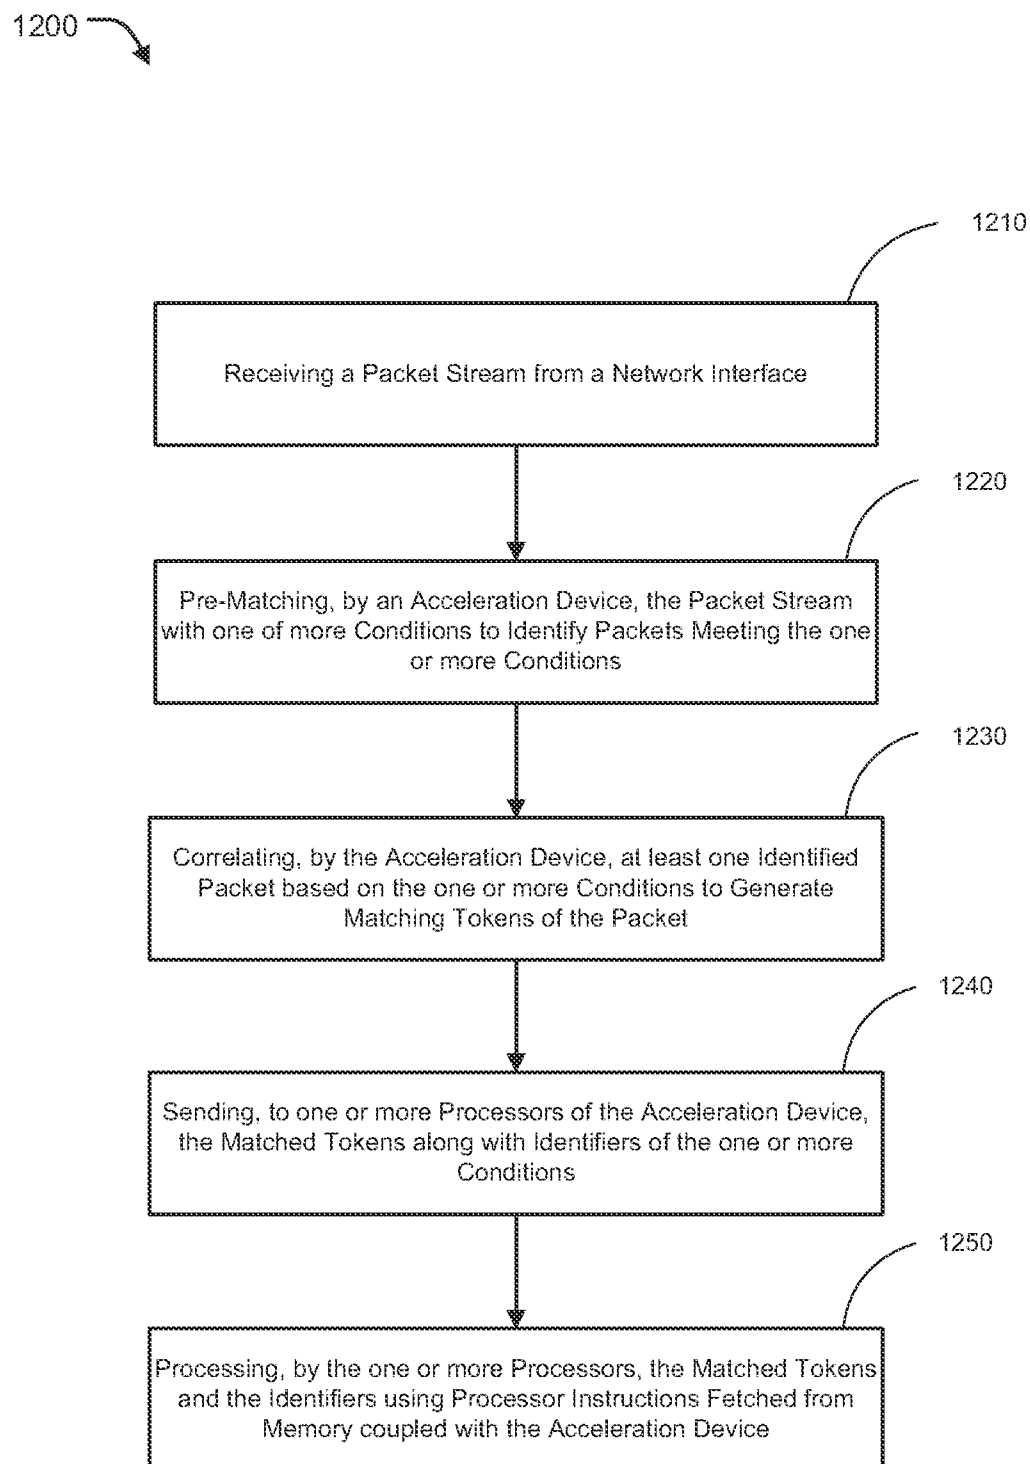 1200
1210
Receiving a Packet Stream from a Network Interface
1220
Pre-Matching, by an Acceleration Device, the Packet Stream
with one of more Conditions to Identify Packets Meeting the one
or more Conditions
1230
Correlating, by the Acceleration Device, at least one Identified
Packet based on the one or more Conditions to Generate
Matching Tokens of the Packet
1240
Sending, to one or more Processors of the Acceleration Device,
the Matched Tokens along with Identifiers of the one or more
Conditions
1250
Processing, by the one or more Processors, the Matched Tokens
and the Identifiers using Processor Instructions Fetched from
Memory coupled with the Acceleration Device